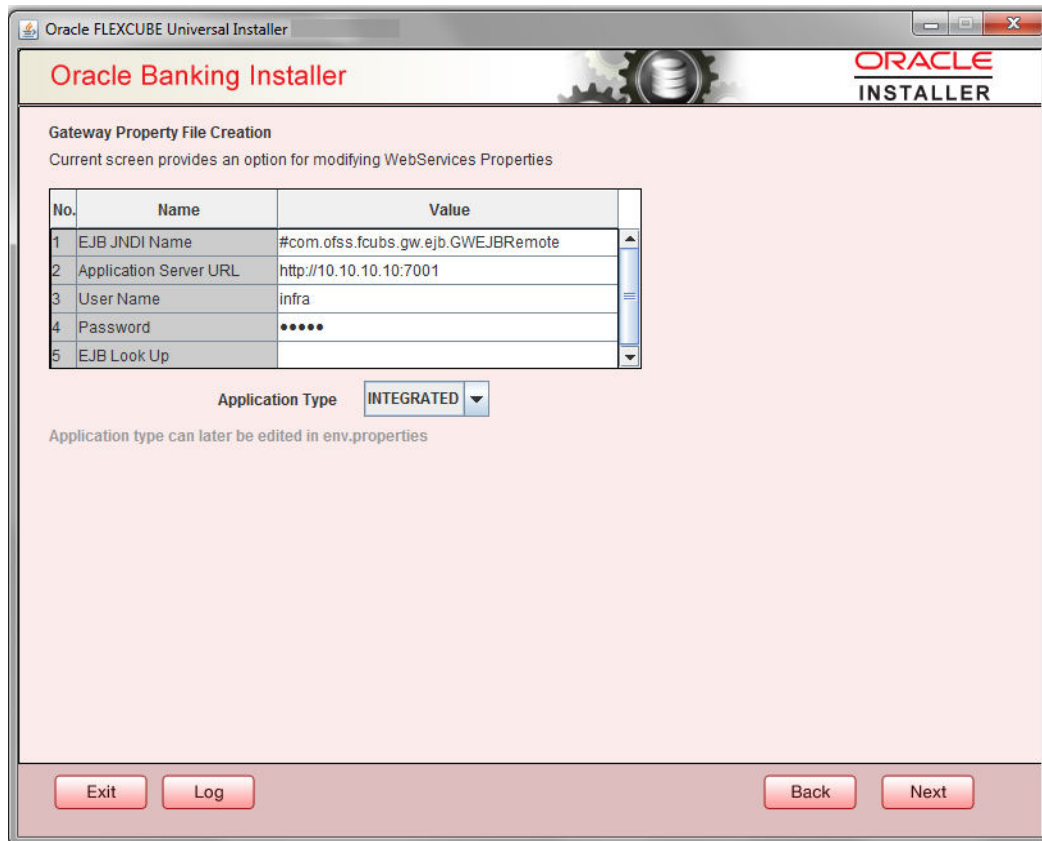 Oracle FLEXCUBE Universal Installer
Oracle Banking Installer
ORACLE
INSTALLER
Gateway Property File Creation
Current screen provides an option for modifying WebServices Properties
No. Name Value
1 EJB JNDI Name #com.ofss.fcubs.gw.ejb.GWEJBRemote
2 Application Server URL http://10.10.10.10:7001
3 User Name infra
4 Password •••••
5 EJB Look Up
Application Type INTEGRATED
Application type can later be edited in env.properties
Exit Log Back Next